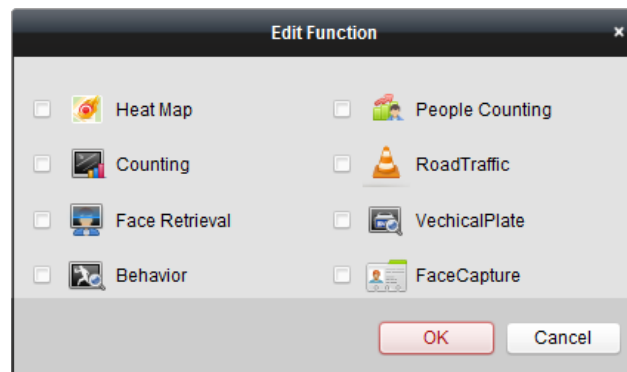 Edit Function
Heat Map
People Counting
Counting
RoadTraffic
Face Retrieval
VechicalPlate
Behavior
FaceCapture
OK
Cancel